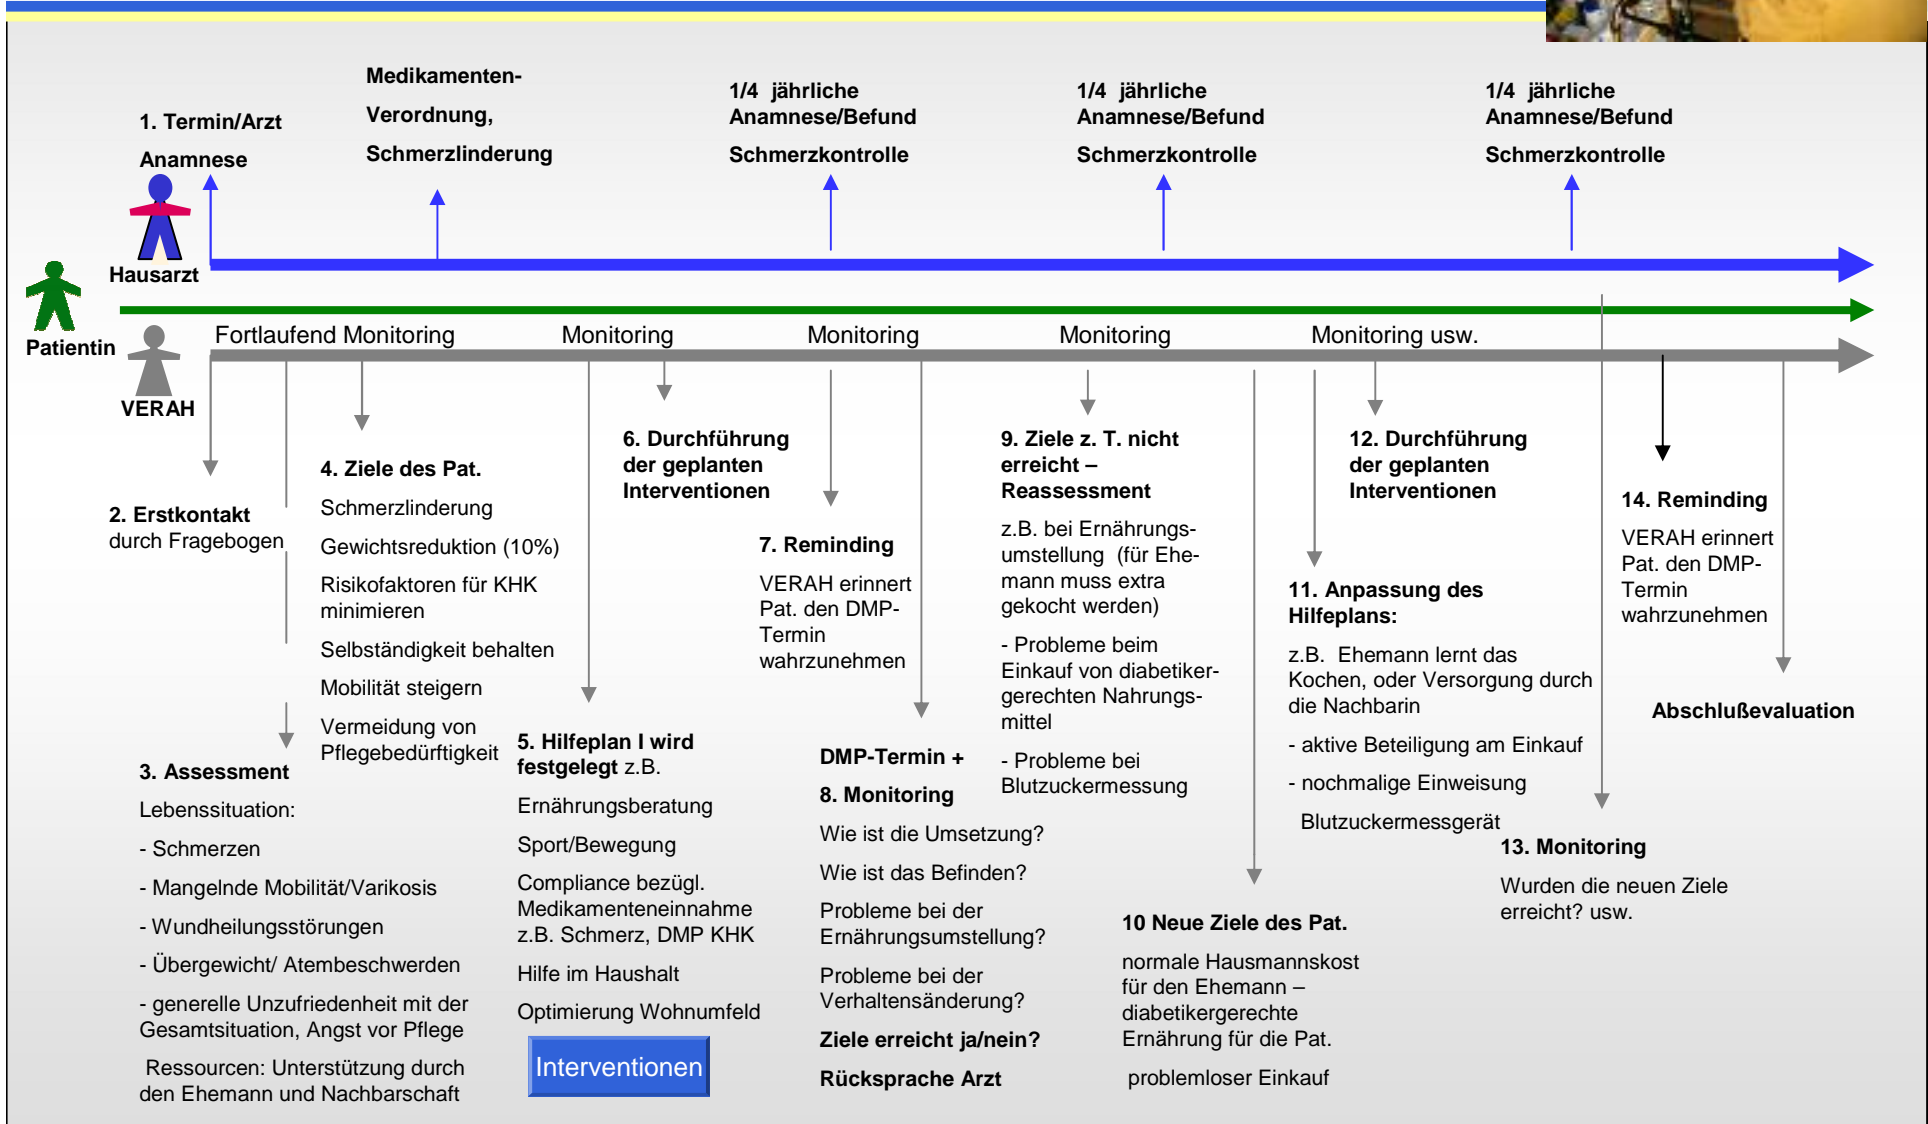 1. Termin/Arzt
Anamnese
Medikamenten-
Verordnung,
Schmerzlinderung
1/4  jährliche
Anamnese/Befund
Schmerzkontrolle
1/4  jährliche
Anamnese/Befund
Schmerzkontrolle
1/4  jährliche
Anamnese/Befund
Schmerzkontrolle
Hausarzt
Patientin
VERAH
Fortlaufend Monitoring
Monitoring
Monitoring
Monitoring
Monitoring usw.
2. Erstkontakt
durch Fragebogen
3. Assessment
Lebenssituation:
- Schmerzen
- Mangelnde Mobilität/Varikosis
- Wundheilungsstörungen
- Übergewicht/ Atembeschwerden
- generelle Unzufriedenheit mit der
Gesamtsituation, Angst vor Pflege
Ressourcen: Unterstützung durch
den Ehemann und Nachbarschaft
4. Ziele des Pat.
Schmerzlinderung
Gewichtsreduktion (10%)
Risikofaktoren für KHK
minimieren
Selbständigkeit behalten
Mobilität steigern
Vermeidung von
Pflegebedürftigkeit
5. Hilfeplan I wird
festgelegt z.B.
Ernährungsberatung
Sport/Bewegung
Compliance bezügl.
Medikamenteneinnahme
z.B. Schmerz, DMP KHK
Hilfe im Haushalt
Optimierung Wohnumfeld
Interventionen
6. Durchführung
der geplanten
Interventionen
7. Reminding
VERAH erinnert
Pat. den DMP-
Termin
wahrzunehmen
DMP-Termin +
8. Monitoring
Wie ist die Umsetzung?
Wie ist das Befinden?
Probleme bei der
Ernährungsumstellung?
Probleme bei der
Verhaltensänderung?
Ziele erreicht ja/nein?
Rücksprache Arzt
9. Ziele z. T. nicht
erreicht –
Reassessment
z.B. bei Ernährungs-
umstellung  (für Ehe-
mann muss extra
gekocht werden)
- Probleme beim
Einkauf von diabetiker-
gerechten Nahrungs-
mittel
- Probleme bei
Blutzuckermessung
10 Neue Ziele des Pat.
normale Hausmannskost
für den Ehemann –
diabetikergerechte
Ernährung für die Pat.
problemloser Einkauf
11. Anpassung des
Hilfeplans:
z.B.  Ehemann lernt das
Kochen, oder Versorgung durch
die Nachbarin
- aktive Beteiligung am Einkauf
- nochmalige Einweisung
Blutzuckermessgerät
12. Durchführung
der geplanten
Interventionen
13. Monitoring
Wurden die neuen Ziele
erreicht? usw.
14. Reminding
VERAH erinnert
Pat. den DMP-
Termin
wahrzunehmen
Abschlußevaluation